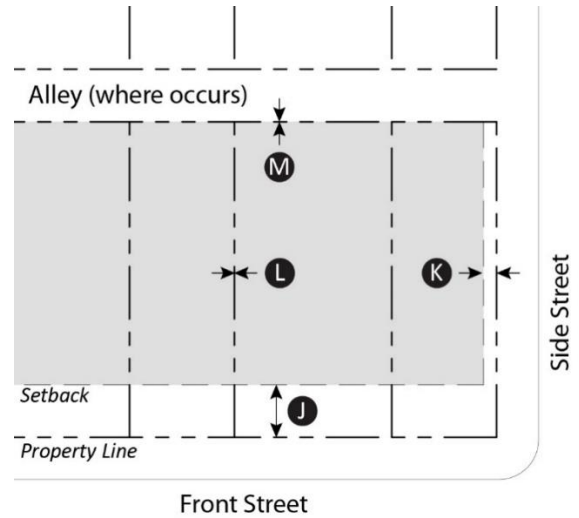 Alley (where occurs)
M
L
K
Side Street
Setback
J
Property Line
Front Street